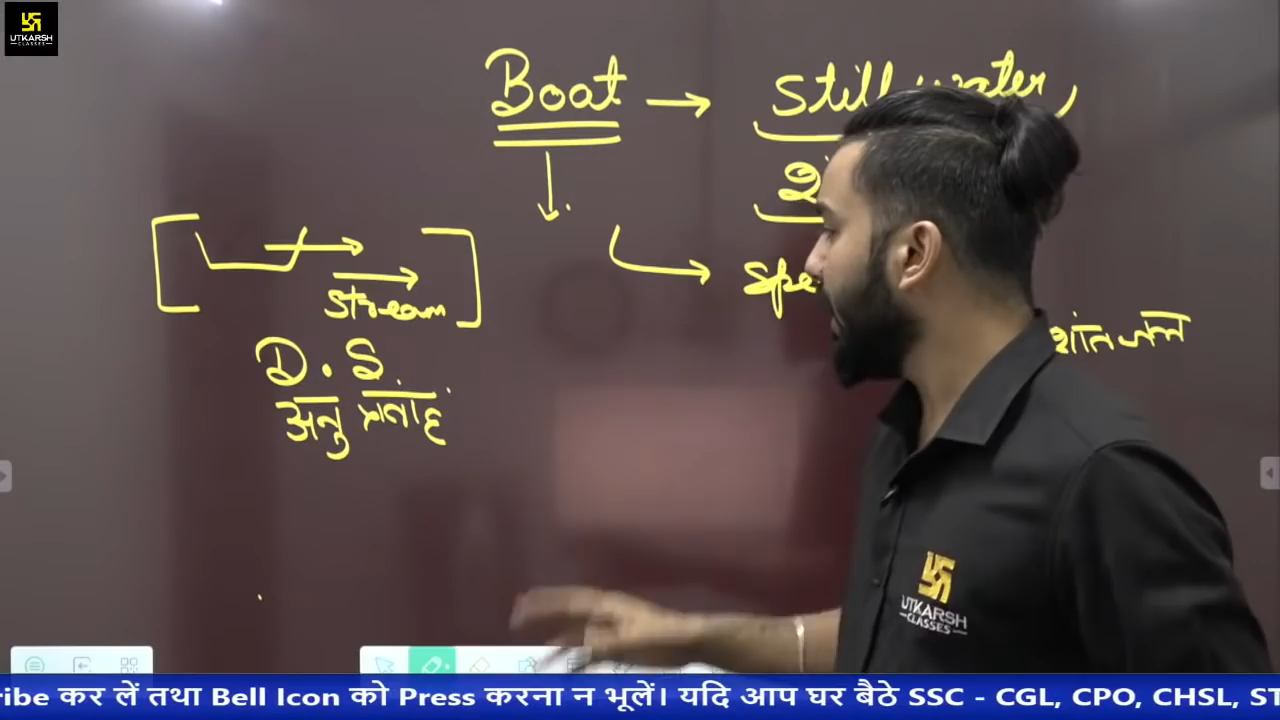 UTKARSH
CLASSES
Boat → Still water,
Stream
D. S.
अनु प्रवाह
शांत जल
UTKARSH
CLASSES
ribe कर लें तथा Bell Icon को Press करना न भूलें। यदि आप घर बैठे SSC - CGL, CPO, CHSL, ST